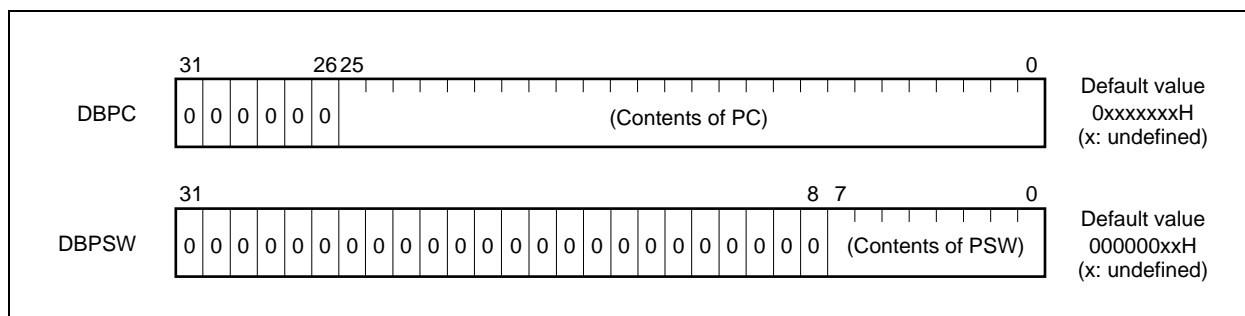 31 26 25 0
DBPC 0 0 0 0 0 0 (Contents of PC)
Default value
0xxxxxxxH
(x: undefined)
31 8 7 0
DBPSW 0 0 0 0 0 0 0 0 0 0 0 0 0 0 0 0 0 0 0 0 0 0 0 0 (Contents of PSW)
Default value
000000xxH
(x: undefined)